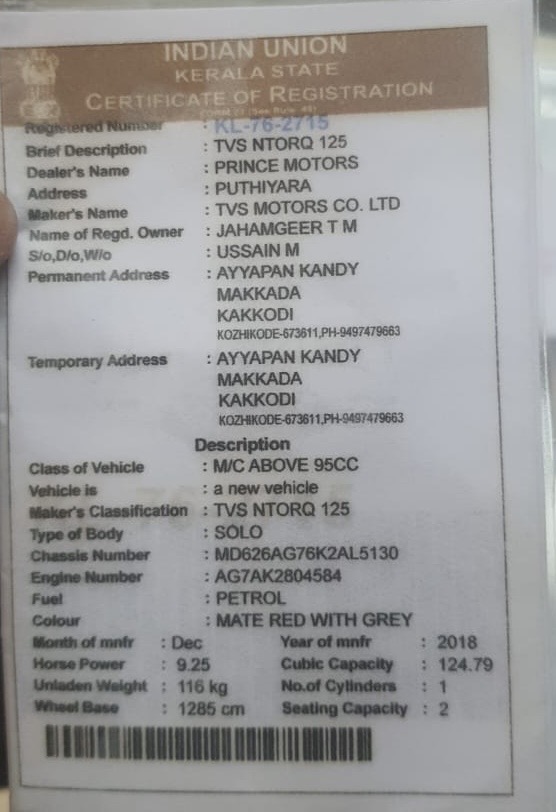 INDIAN UNION
KERALA STATE
CERTIFICATE OF REGISTRATION
Registered Number : KL-76-2715
Brief Description : TVS NTORQ 125
Dealer's Name : PRINCE MOTORS
Address : PUTHIYARA
Maker's Name : TVS MOTORS CO. LTD
Name of Regd. Owner : JAHAMGEER T M
S/o,D/o,W/o : USSAIN M
Permanent Address : AYYAPAN KANDY
MAKKADA
KAKKODI
KOZHIKODE-673611,PH-9497479663
Temporary Address : AYYAPAN KANDY
MAKKADA
KAKKODI
KOZHIKODE-673611,PH-9497479663
Description
Class of Vehicle : M/C ABOVE 95CC
Vehicle is : a new vehicle
Maker's Classification : TVS NTORQ 125
Type of Body : SOLO
Chassis Number : MD626AG76K2AL5130
Engine Number : AG7AK2804584
Fuel : PETROL
Colour : MATE RED WITH GREY
Month of mnfr : Dec Year of mnfr : 2018
Horse Power : 9.25 Cubic Capacity : 124.79
Unladen Weight : 116 kg No.of Cylinders : 1
Wheel Base : 1285 cm Seating Capacity : 2